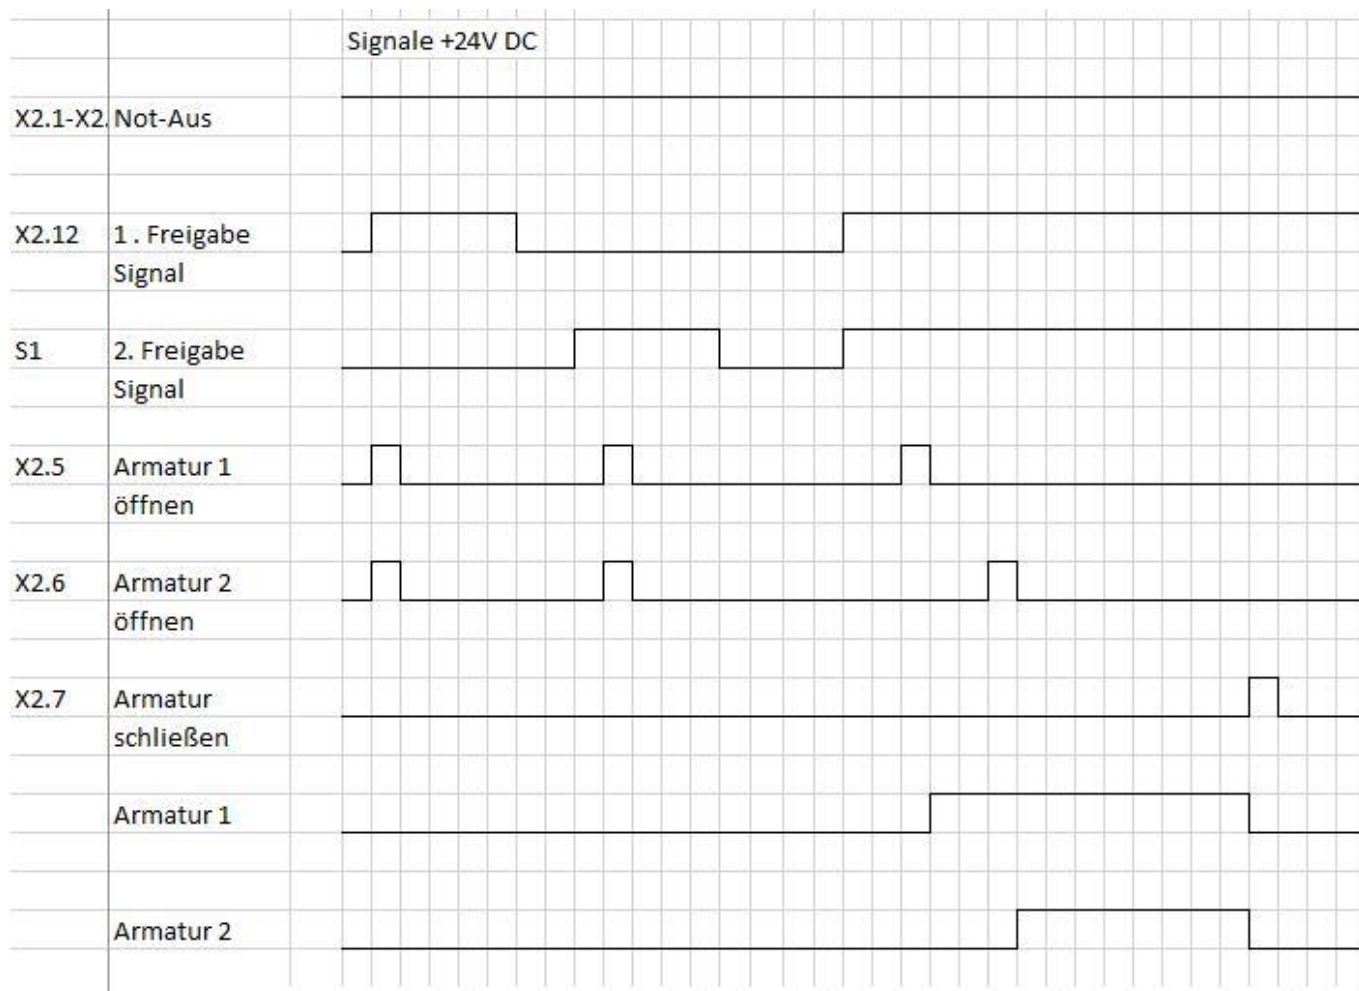 Signale +24V DC
X2.1-X2. Not-Aus
X2.12 1 . Freigabe
Signal
S1 2. Freigabe
Signal
X2.5 Armatur 1
öffnen
X2.6 Armatur 2
öffnen
X2.7 Armatur
schließen
Armatur 1
Armatur 2